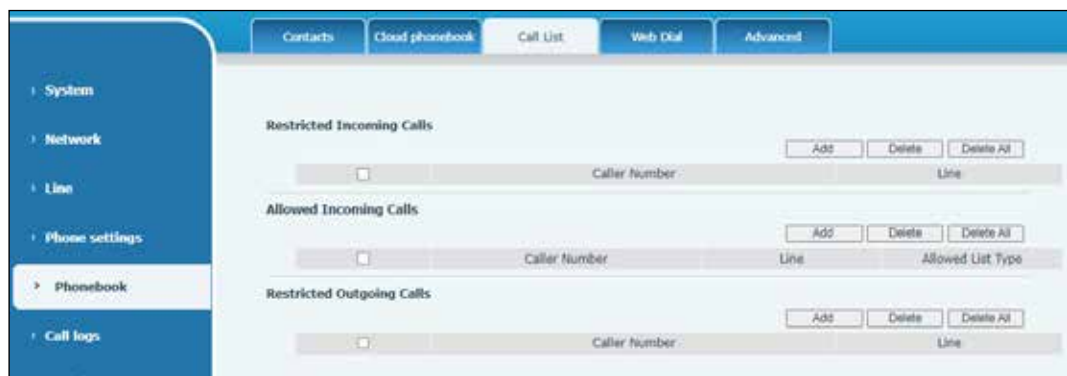 Contacts Cloud phonebook Call List Web Dial Advanced
System
Network
Line
Phone settings
Phonebook
Call logs
Restricted Incoming Calls
Add Delete Delete All
Caller Number Line
Allowed Incoming Calls
Add Delete Delete All
Caller Number Line Allowed List Type
Restricted Outgoing Calls
Add Delete Delete All
Caller Number Line